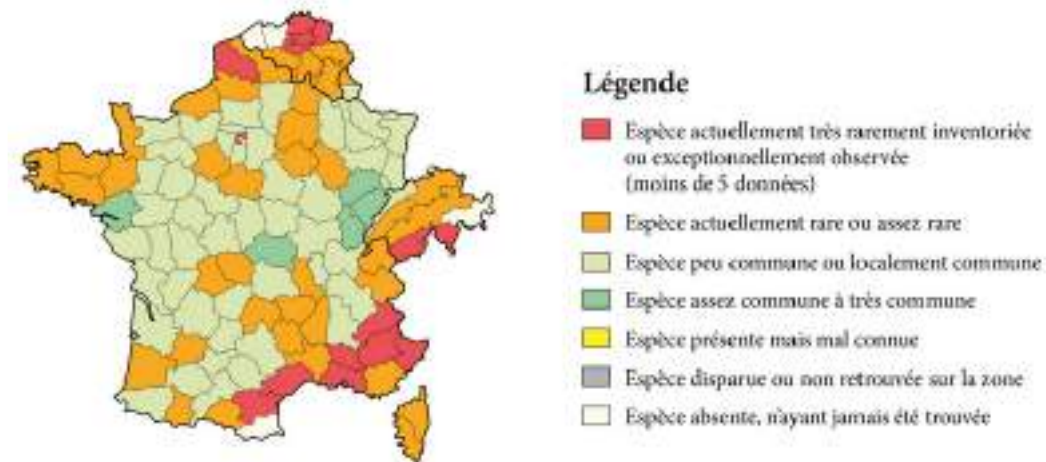 Légende
Espèce actuellement très rarement inventoriée
ou exceptionnellement observée
(moins de 5 données)
Espèce actuellement rare ou assez rare
Espèce peu commune ou localement commune
Espèce assez commune à très commune
Espèce présente mais mal connue
Espèce disparue ou non retrouvée sur la zone
Espèce absente, n'ayant jamais été trouvée